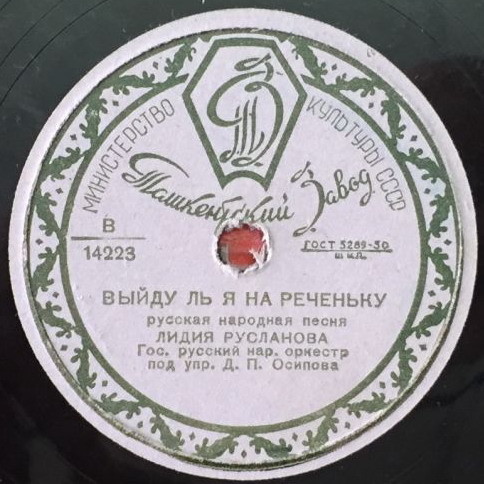 МИНИСТЕРСТВО КУЛЬТУРЫ СССР
Ташкентский Завод
В
14223
ГОСТ 5289-50
ВЫЙДУ ЛЬ Я НА РЕЧЕНЬКУ
русская народная песня
ЛИДИЯ РУСЛАНОВА
Гос. русский нар. оркестр
под упр. Д. П. Осипова